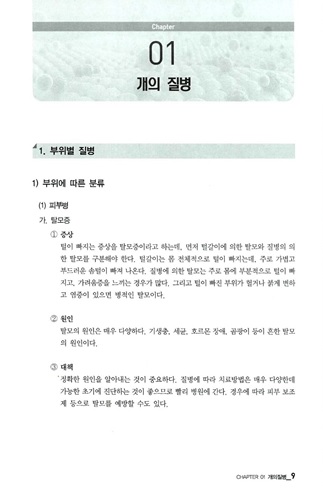 Chapter
01
개의 질병
1. 부위별 질병
1) 부위에 따른 분류
(1) 피부병
가. 탈모증
① 증상
털이 빠지는 증상을 탈모증이라고 하는데, 먼저 털갈이에 의한 탈모와 질병의 의
한 탈모를 구분해야 한다. 털갈이는 몸 전체적으로 털이 빠지는데, 주로 가볍고
부드러운 솜털이 빠져 나온다. 질병에 의한 탈모는 주로 몸에 부분적으로 털이 빠
지고, 가려움증을 느끼는 경우가 많다. 그리고 털이 빠진 부위가 헐거나 붉게 변하
고 염증이 있으면 병적인 탈모이다.
② 원인
탈모의 원인은 매우 다양하다. 기생충, 세균, 호르몬 장애, 곰팡이 등이 흔한 탈모
의 원인이다.
③ 대책
정확한 원인을 알아내는 것이 중요하다. 질병에 따라 치료방법은 매우 다양한데
가능한 초기에 진단하는 것이 좋으므로 빨리 병원에 간다. 경우에 따라 피부 보조
제 등으로 탈모를 예방할 수도 있다.
CHAPTER 01 개의질병_9